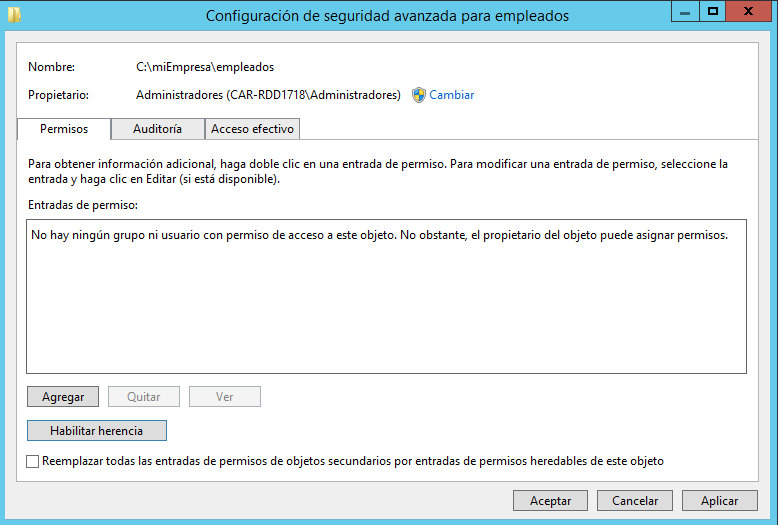 Configuración de seguridad avanzada para empleados
Nombre: C:\miEmpresa\empleados
Propietario: Administradores (CAR-RDD1718\Administradores) Cambiar
Permisos Auditoría Acceso efectivo
Para obtener información adicional, haga doble clic en una entrada de permiso. Para modificar una entrada de permiso, seleccione la
entrada y haga clic en Editar (si está disponible).
Entradas de permiso:
No hay ningún grupo ni usuario con permiso de acceso a este objeto. No obstante, el propietario del objeto puede asignar permisos.
Agregar Quitar Ver
Habilitar herencia
Reemplazar todas las entradas de permisos de objetos secundarios por entradas de permisos heredables de este objeto
Aceptar Cancelar Aplicar